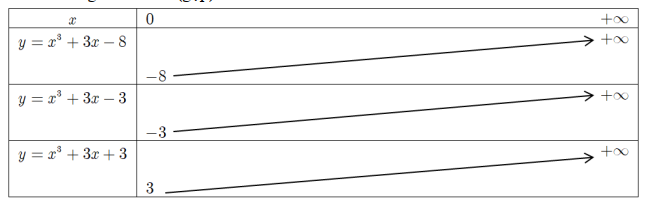 x 0 +∞
y = x³ + 3x − 8 +∞
−8
y = x³ + 3x − 3 +∞
−3
y = x³ + 3x + 3 +∞
3